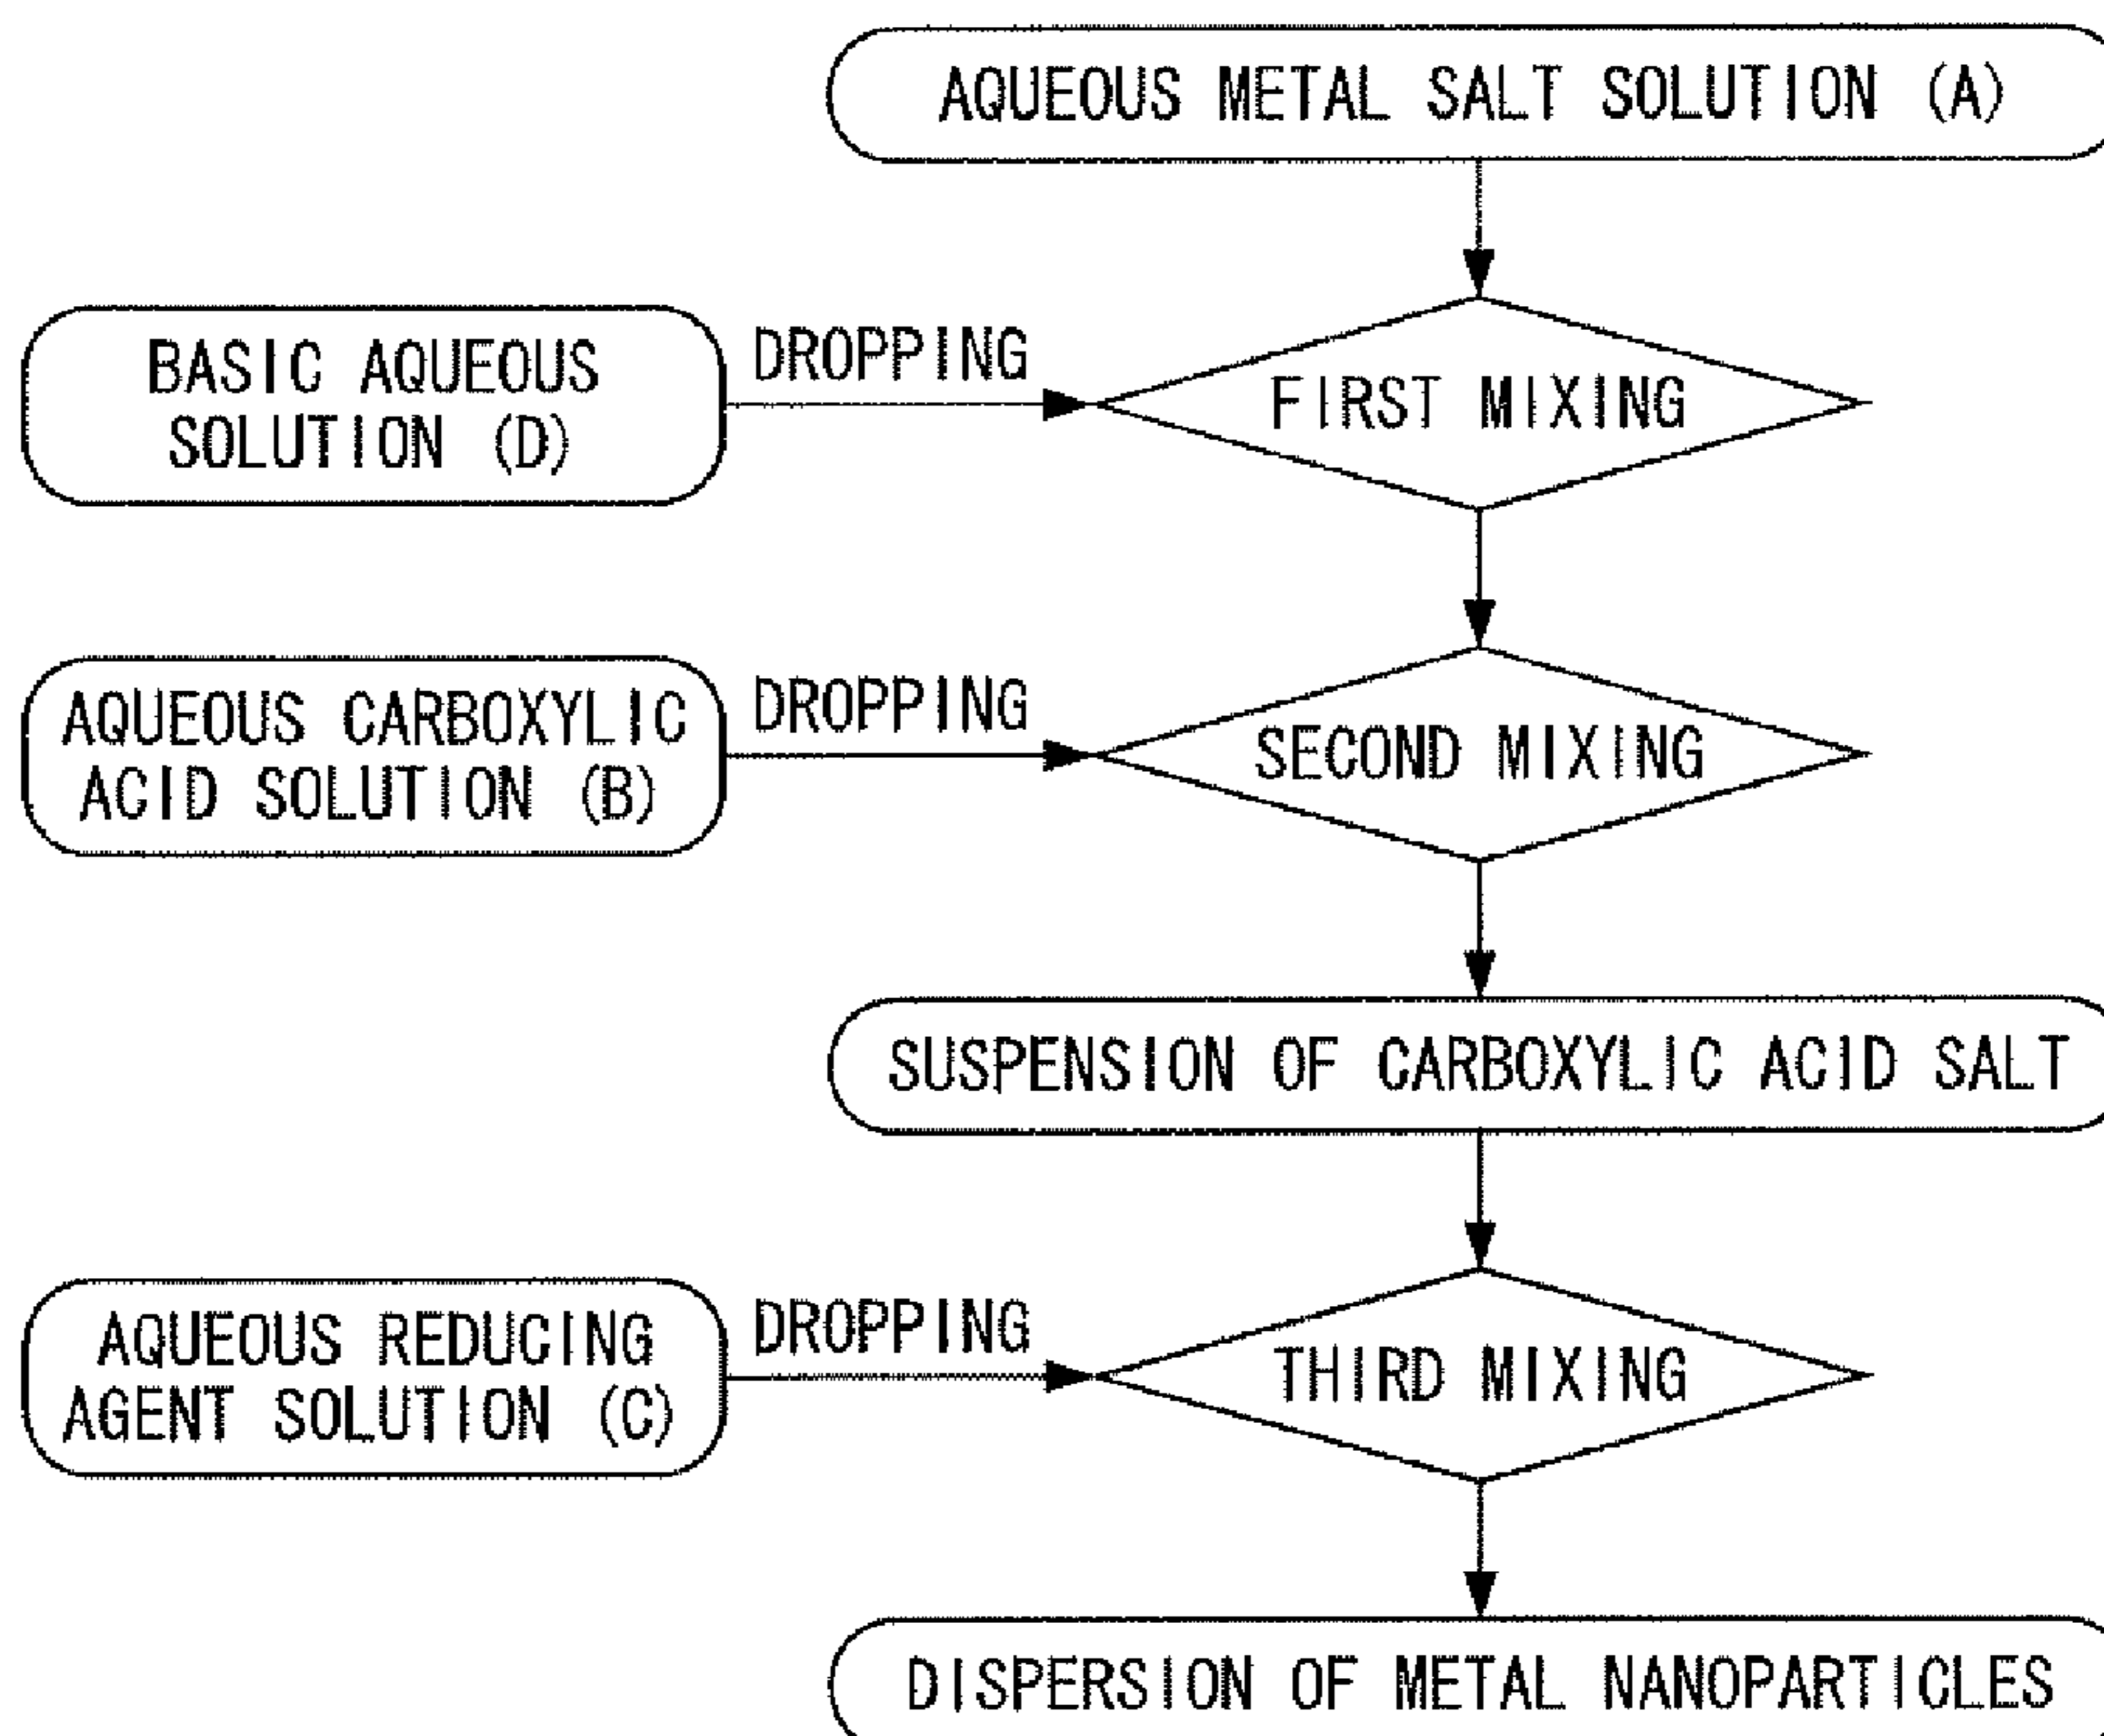 AQUEOUS METAL SALT SOLUTION (A)
BASIC AQUEOUS
SOLUTION (D)
DROPPING
FIRST MIXING
AQUEOUS CARBOXYLIC
ACID SOLUTION (B)
DROPPING
SECOND MIXING
SUSPENSION OF CARBOXYLIC ACID SALT
AQUEOUS REDUCING
AGENT SOLUTION (C)
DROPPING
THIRD MIXING
DISPERSION OF METAL NANOPARTICLES